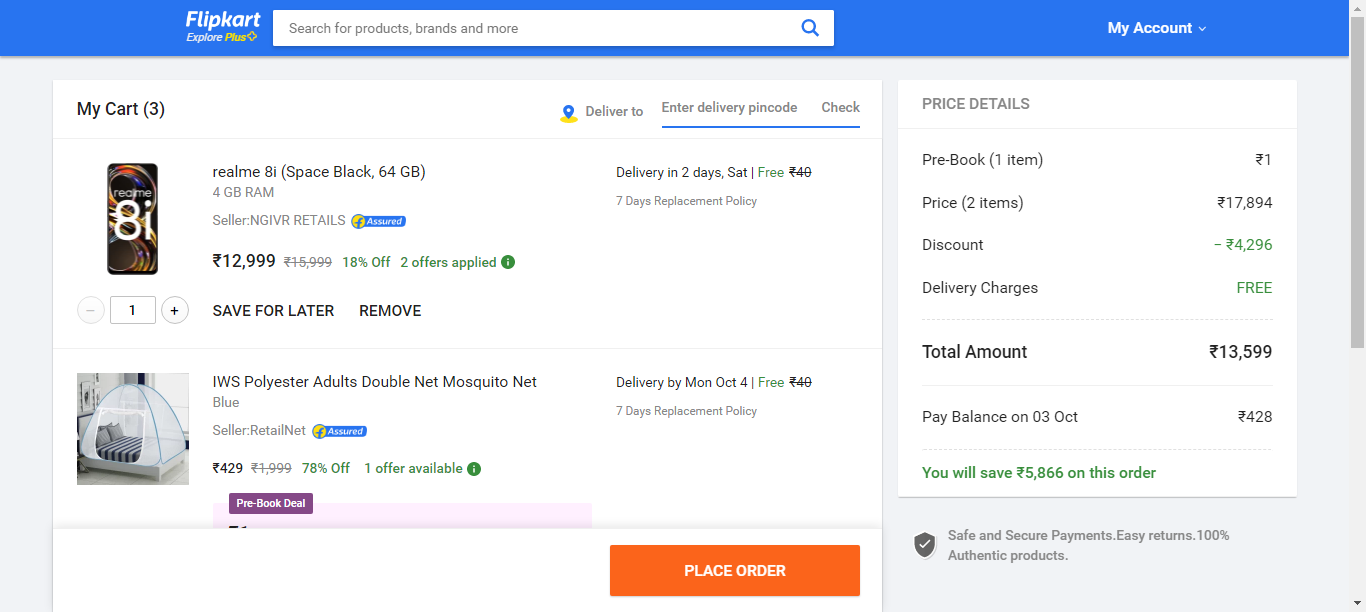 Flipkart
Explore Plus
Search for products, brands and more
My Account
My Cart (3)
Deliver to
Enter delivery pincode
Check
realme 8i (Space Black, 64 GB)
4 GB RAM
Seller:NGIVR RETAILS
Assured
₹12,999 ₹15,999 18% Off 2 offers applied
Delivery in 2 days, Sat | Free ₹40
7 Days Replacement Policy
realme
8i
− 1 +
SAVE FOR LATER
REMOVE
IWS Polyester Adults Double Net Mosquito Net
Blue
Seller:RetailNet
Assured
₹429 ₹1,999 78% Off 1 offer available
Delivery by Mon Oct 4 | Free ₹40
7 Days Replacement Policy
Pre-Book Deal
PLACE ORDER
PRICE DETAILS
Pre-Book (1 item) ₹1
Price (2 items) ₹17,894
Discount − ₹4,296
Delivery Charges FREE
Total Amount ₹13,599
Pay Balance on 03 Oct ₹428
You will save ₹5,866 on this order
Safe and Secure Payments.Easy returns.100%
Authentic products.